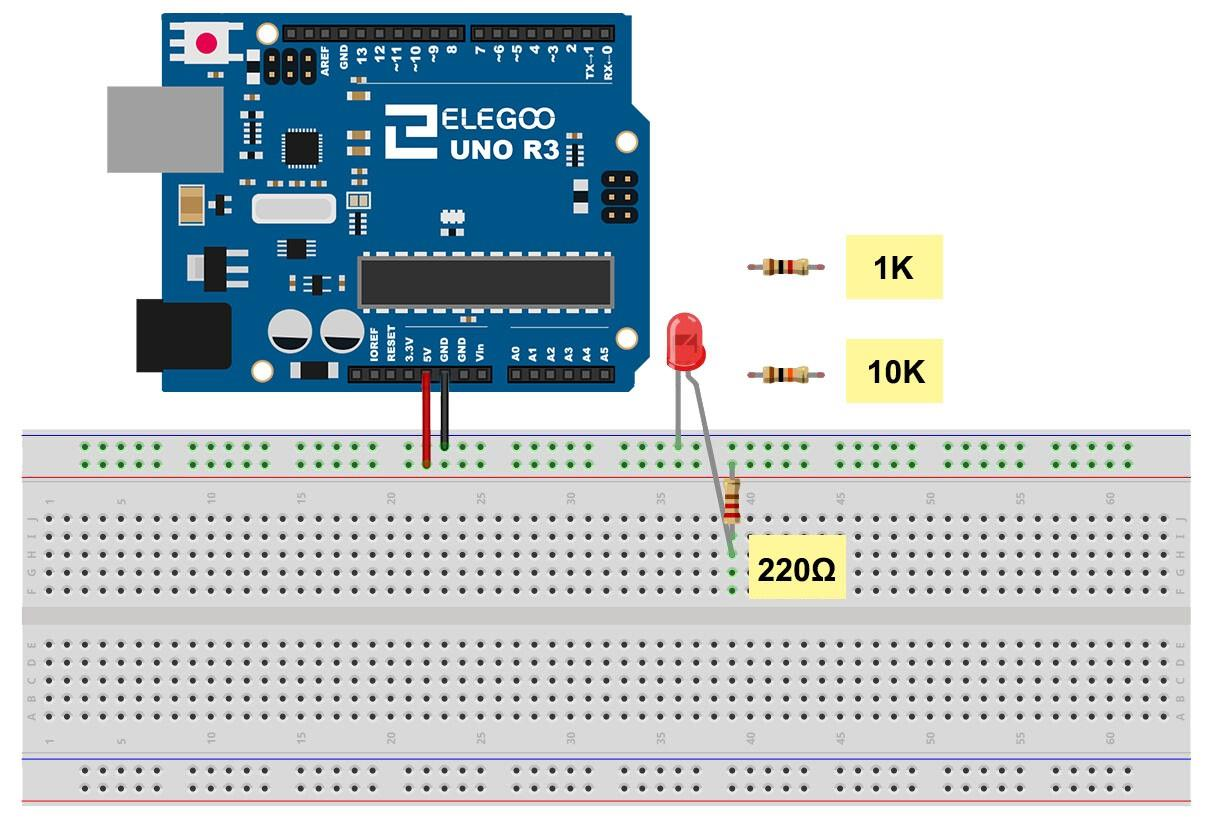 AREF
GND
13
12
~11
~10
~9
8
7
~6
~5
4
~3
2
TX→1
RX←0
ELEGOO
UNO R3
1K
10K
IOREF
RESET
3.3V
5V
GND
GND
Vin
A0
A1
A2
A3
A4
A5
1 5 10 15 20 25 30 35 40 45 50 55 60
J J
I I
H H
G G
F F
220Ω
E E
D D
C C
B B
A A
1 5 10 15 20 25 30 35 40 45 50 55 60